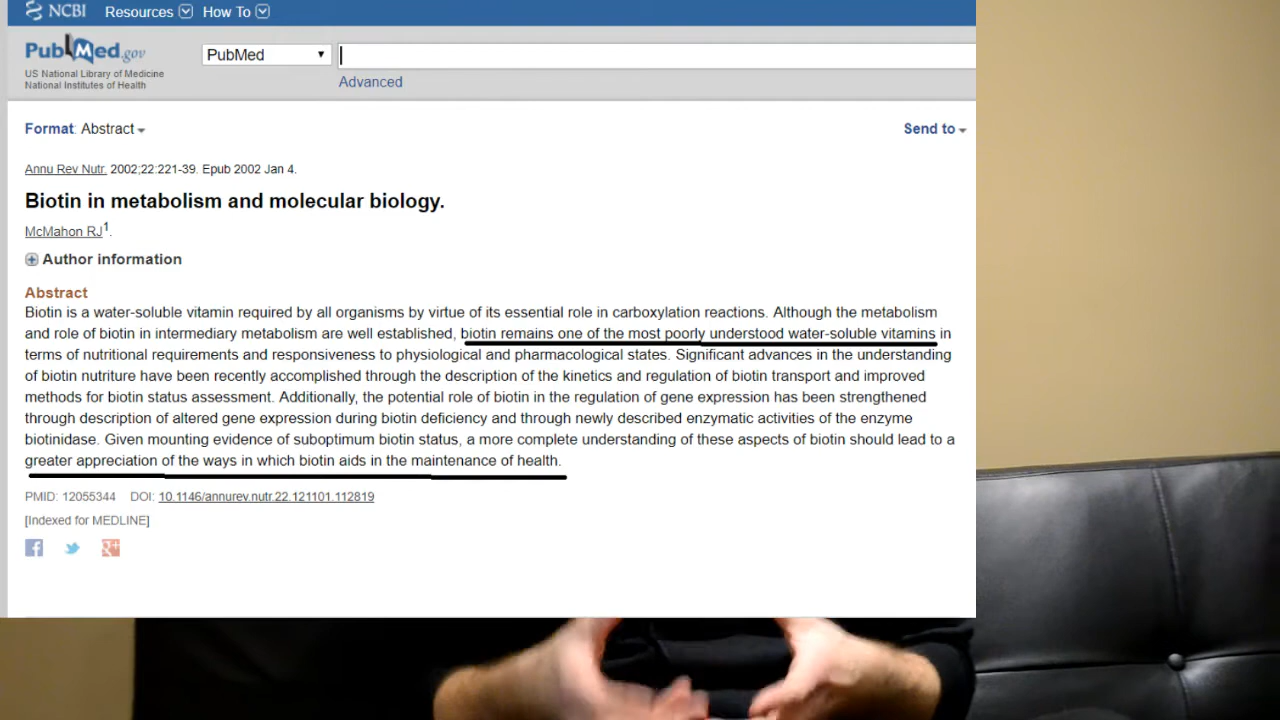 NCBI Resources How To
PubMed.gov
US National Library of Medicine
National Institutes of Health
PubMed
Advanced
Format: Abstract
Send to
Annu Rev Nutr. 2002;22:221-39. Epub 2002 Jan 4.
Biotin in metabolism and molecular biology.
McMahon RJ1.
Author information
Abstract
Biotin is a water-soluble vitamin required by all organisms by virtue of its essential role in carboxylation reactions. Although the metabolism
and role of biotin in intermediary metabolism are well established, biotin remains one of the most poorly understood water-soluble vitamins in
terms of nutritional requirements and responsiveness to physiological and pharmacological states. Significant advances in the understanding
of biotin nutriture have been recently accomplished through the description of the kinetics and regulation of biotin transport and improved
methods for biotin status assessment. Additionally, the potential role of biotin in the regulation of gene expression has been strengthened
through description of altered gene expression during biotin deficiency and through newly described enzymatic activities of the enzyme
biotinidase. Given mounting evidence of suboptimum biotin status, a more complete understanding of these aspects of biotin should lead to a
greater appreciation of the ways in which biotin aids in the maintenance of health.
PMID: 12055344 DOI: 10.1146/annurev.nutr.22.121101.112819
[Indexed for MEDLINE]
f
g+